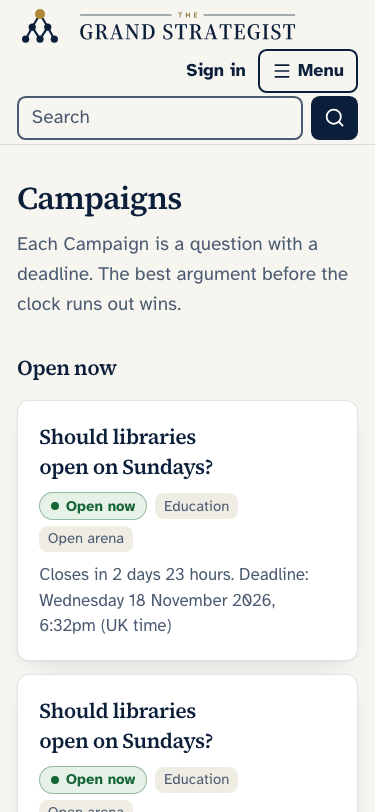 THE
GRAND STRATEGIST
Sign in
Menu
Search
Campaigns
Each Campaign is a question with a
deadline. The best argument before the
clock runs out wins.
Open now
Should libraries
open on Sundays?
Open now Education
Open arena
Closes in 2 days 23 hours. Deadline:
Wednesday 18 November 2026,
6:32pm (UK time)
Should libraries
open on Sundays?
Open now Education
Open arena